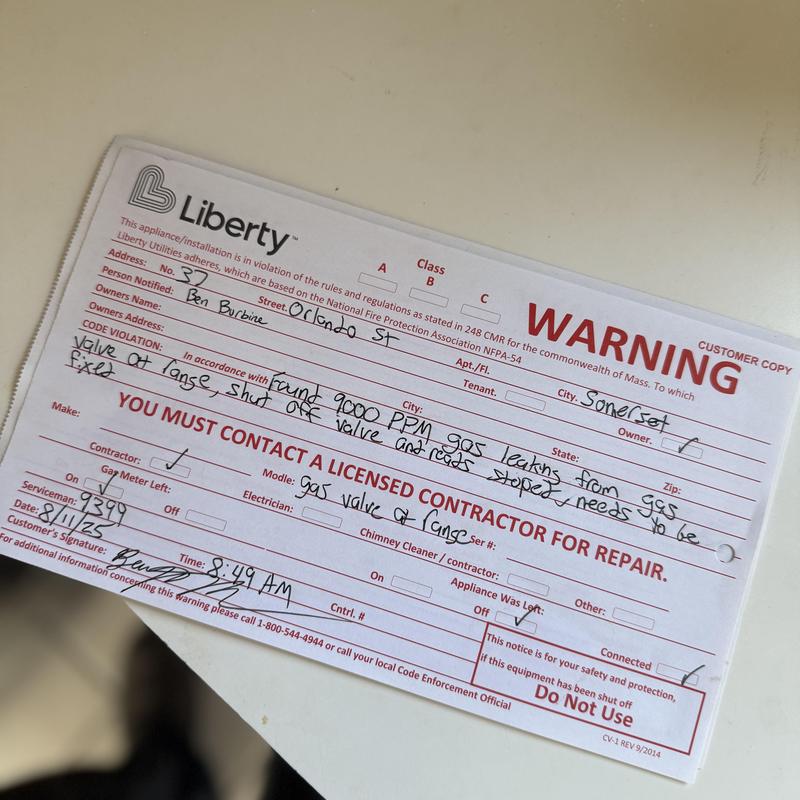 Liberty™
CUSTOMER COPY
Class
A B C
WARNING
This appliance/installation is in violation of the rules and regulations as stated in 248 CMR for the commonwealth of Mass. To which
Liberty Utilities adheres, which are based on the National Fire Protection Association NFPA-54
Address: No. 37 Street. Orlando St Apt./Fl. City. Somerset
Person Notified: Ben Burbine Tenant. Owner. ✓
Owners Name:
Owners Address: City: State: Zip:
CODE VIOLATION: In accordance with Found 9000 PPM gas leaking from gas
valve at range, shut off valve and reads stoped, needs to be
fixed
YOU MUST CONTACT A LICENSED CONTRACTOR FOR REPAIR.
Make: Modle: gas valve at range Ser #:
Contractor: ✓ Electrician: Chimney Cleaner / contractor: Other:
Gas Meter Left: Appliance Was Left:
On ✓ Off On Off ✓ Connected ✓
Serviceman: 9399
Date: 8/11/25 Time: 8:49 AM Cntrl. #
Customer's Signature:
For additional information concerning this warning please call 1-800-544-4944 or call your local Code Enforcement Official
This notice is for your safety and protection,
if this equipment has been shut off
Do Not Use
CV-1 REV 9/2014